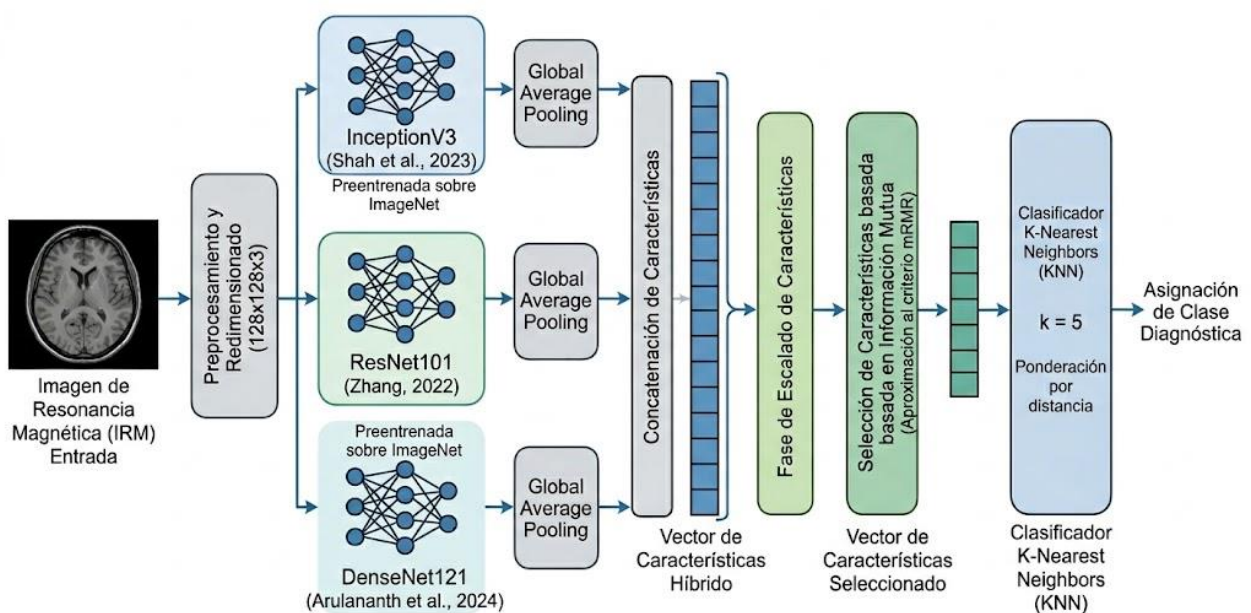 Imagen de
Resonancia
Magnética (IRM)
Entrada
Preprocesamiento y
Redimensionado
(128x128x3)
InceptionV3
(Shah et al., 2023)
Preentrenada sobre
ImageNet
ResNet101
(Zhang, 2022)
Preentrenada
sobre ImageNet
DenseNet121
(Arulananth et al., 2024)
Global
Average
Pooling
Global
Average
Pooling
Global
Average
Pooling
Concatenación de Características
Vector de
Características
Híbrido
Fase de Escalado de Características
Selección de Características basada
basada en Información Mutua
(Aproximación al criterio mRMR)
Vector de
Características
Seleccionado
Clasificador
K-Nearest
Neighbors
(KNN)
k = 5
Ponderación
por
distancia
Clasificador
K-Nearest
Neighbors
(KNN)
Asignación
de Clase
Diagnóstica